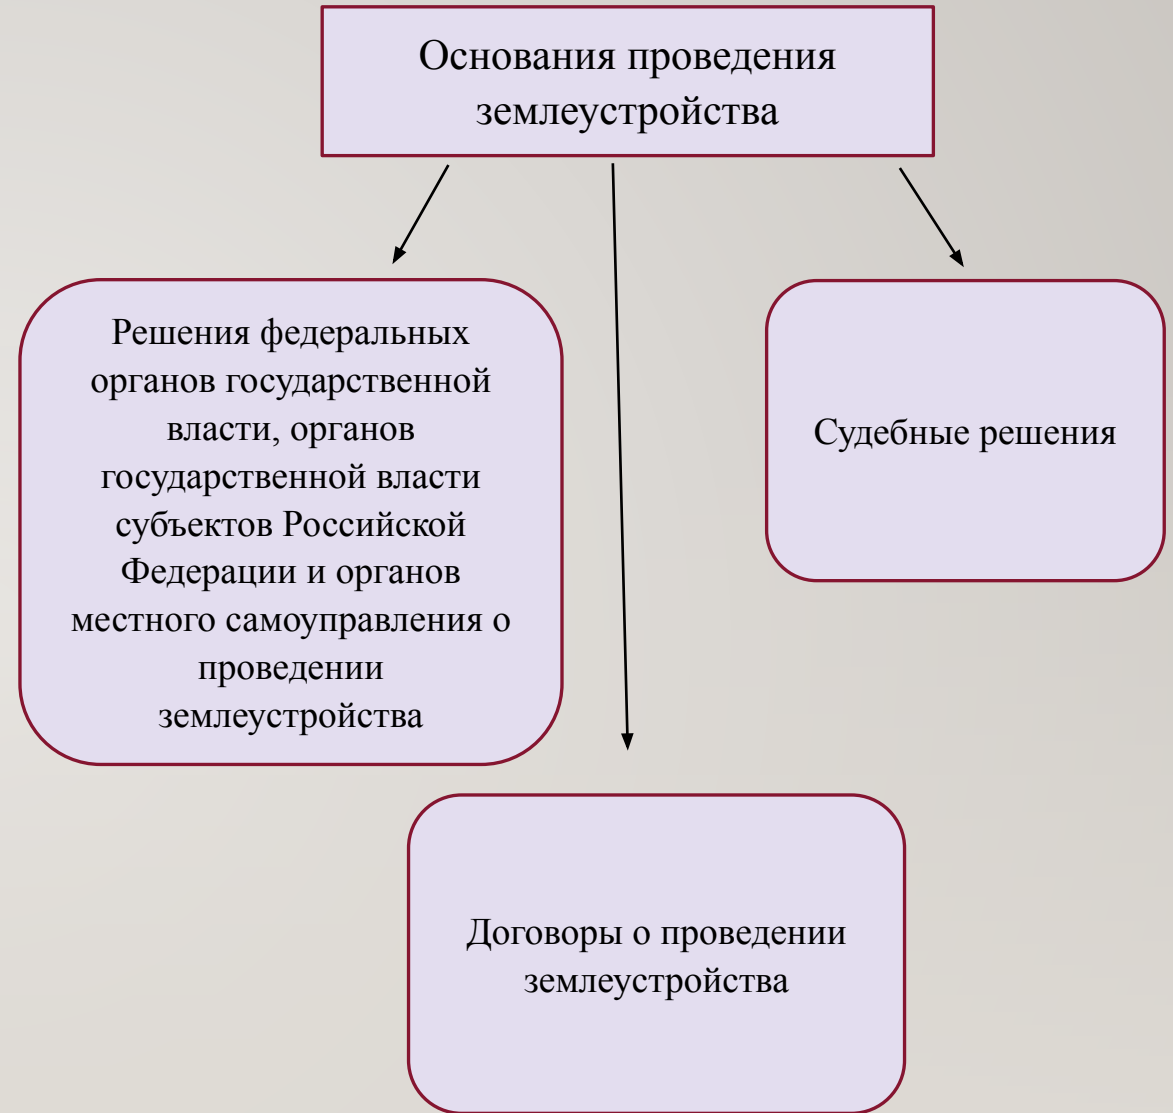 Основания проведения
землеустройства
Решения федеральных
органов государственной
власти, органов
государственной власти
субъектов Российской
Федерации и органов
местного самоуправления о
проведении
землеустройства
Судебные решения
Договоры о проведении
землеустройства